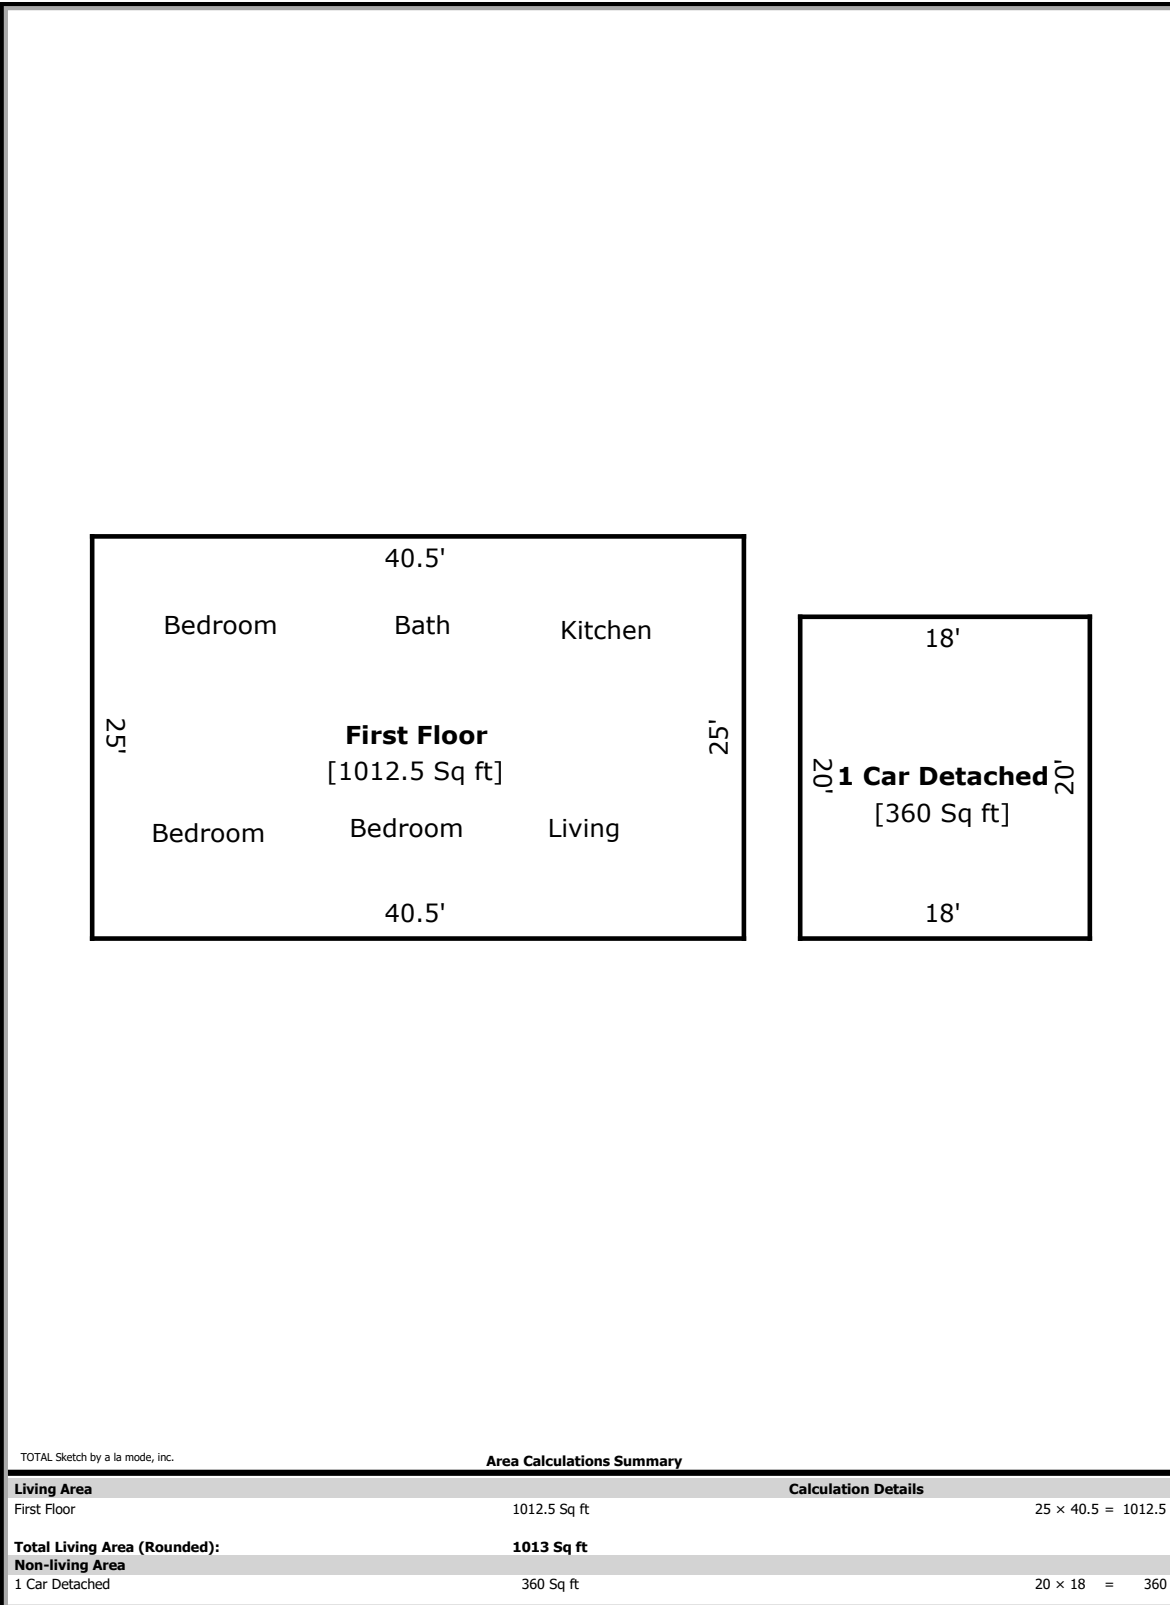 40.5'
Bedroom Bath Kitchen
18'
25' First Floor 25'
[1012.5 Sq ft]
20' 1 Car Detached 20'
[360 Sq ft]
Bedroom Bedroom Living
40.5' 18'
TOTAL Sketch by a la mode, inc. Area Calculations Summary
Living Area Calculation Details
First Floor 1012.5 Sq ft 25 × 40.5 = 1012.5
Total Living Area (Rounded): 1013 Sq ft
Non-living Area
1 Car Detached 360 Sq ft 20 × 18 = 360